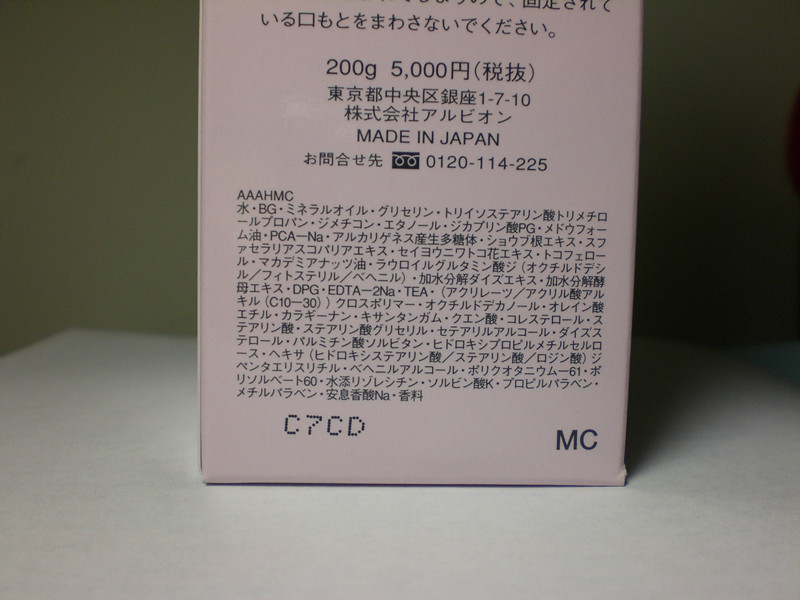 ので、固定されて
いる口もとをまわさないでください。
200g 5,000円(税抜)
東京都中央区銀座1-7-10
株式会社アルビオン
MADE IN JAPAN
お問合せ先 0120-114-225
AAAHMC
水・BG・ミネラルオイル・グリセリン・トリイソステアリン酸トリメチロ
ールプロパン・ジメチコン・エタノール・ジカプリン酸PG・メドウフォー
ム油・PCA-Na・アルカリゲネス産生多糖体・ショウブ根エキス・スフ
ァセラリアスコパリアエキス・セイヨウニワトコ花エキス・トコフェロー
ル・マカデミアナッツ油・ラウロイルグルタミン酸ジ(オクチルドデシ
ル/フィトステリル/ベヘニル)・加水分解ダイズエキス・加水分解酵
母エキス・DPG・EDTA-2Na・TEA・(アクリレーツ/アクリル酸アル
キル(C10-30))クロスポリマー・オクチルドデカノール・オレイン酸
エチル・カラギーナン・キサンタンガム・クエン酸・コレステロール・ス
テアリン酸・ステアリン酸グリセリル・セテアリルアルコール・ダイズス
テロール・パルミチン酸ソルビタン・ヒドロキシプロピルメチルセルロ
ース・ヘキサ(ヒドロキシステアリン酸/ステアリン酸/ロジン酸)ジ
ペンタエリスリチル・ベヘニルアルコール・ポリクオタニウム-61・ポ
リソルベート60・水添リゾレシチン・ソルビン酸K・プロピルパラベン・
メチルパラベン・安息香酸Na・香料
C7CD
MC